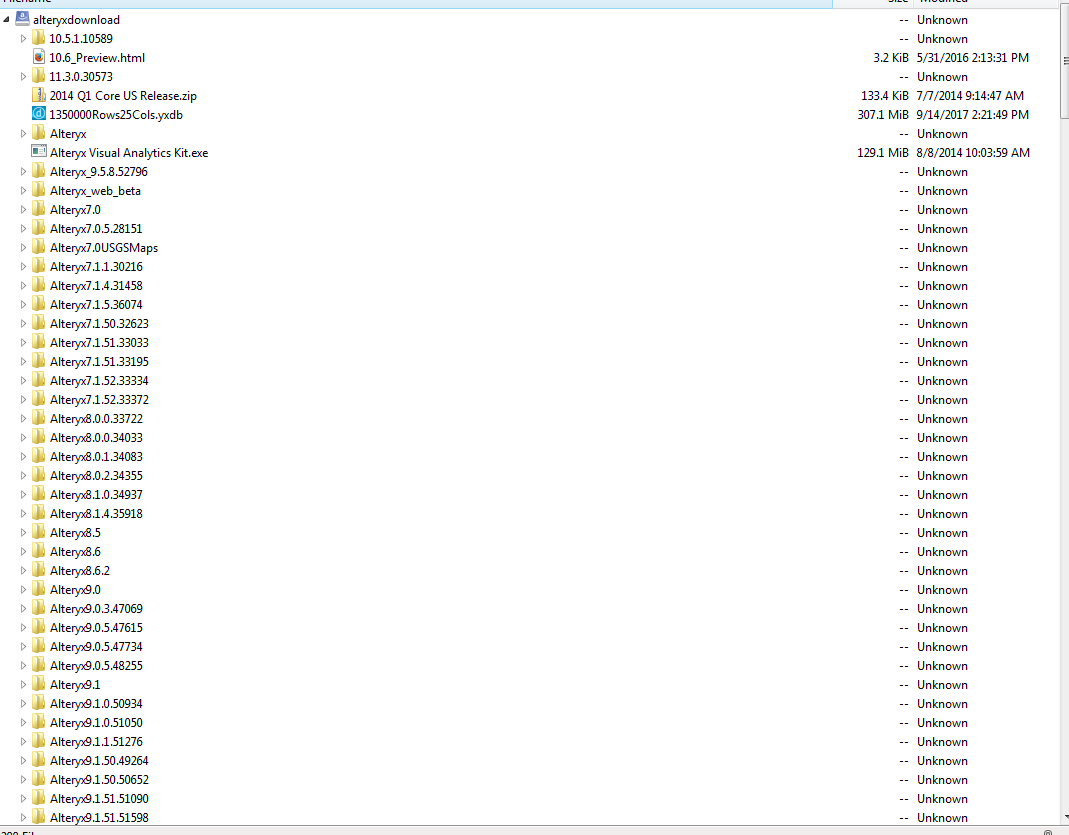 Filename Size Modified
alteryxdownload -- Unknown
10.5.1.10589 -- Unknown
10.6_Preview.html 3.2 KiB 5/31/2016 2:13:31 PM
11.3.0.30573 -- Unknown
2014 Q1 Core US Release.zip 133.4 KiB 7/7/2014 9:14:47 AM
1350000Rows25Cols.yxdb 307.1 MiB 9/14/2017 2:21:49 PM
Alteryx -- Unknown
Alteryx Visual Analytics Kit.exe 129.1 MiB 8/8/2014 10:03:59 AM
Alteryx_9.5.8.52796 -- Unknown
Alteryx_web_beta -- Unknown
Alteryx7.0 -- Unknown
Alteryx7.0.5.28151 -- Unknown
Alteryx7.0USGSMaps -- Unknown
Alteryx7.1.1.30216 -- Unknown
Alteryx7.1.4.31458 -- Unknown
Alteryx7.1.5.36074 -- Unknown
Alteryx7.1.50.32623 -- Unknown
Alteryx7.1.51.33033 -- Unknown
Alteryx7.1.51.33195 -- Unknown
Alteryx7.1.52.33334 -- Unknown
Alteryx7.1.52.33372 -- Unknown
Alteryx8.0.0.33722 -- Unknown
Alteryx8.0.0.34033 -- Unknown
Alteryx8.0.1.34083 -- Unknown
Alteryx8.0.2.34355 -- Unknown
Alteryx8.1.0.34937 -- Unknown
Alteryx8.1.4.35918 -- Unknown
Alteryx8.5 -- Unknown
Alteryx8.6 -- Unknown
Alteryx8.6.2 -- Unknown
Alteryx9.0 -- Unknown
Alteryx9.0.3.47069 -- Unknown
Alteryx9.0.5.47615 -- Unknown
Alteryx9.0.5.47734 -- Unknown
Alteryx9.0.5.48255 -- Unknown
Alteryx9.1 -- Unknown
Alteryx9.1.0.50934 -- Unknown
Alteryx9.1.0.51050 -- Unknown
Alteryx9.1.1.51276 -- Unknown
Alteryx9.1.50.49264 -- Unknown
Alteryx9.1.50.50652 -- Unknown
Alteryx9.1.51.51090 -- Unknown
Alteryx9.1.51.51598 -- Unknown